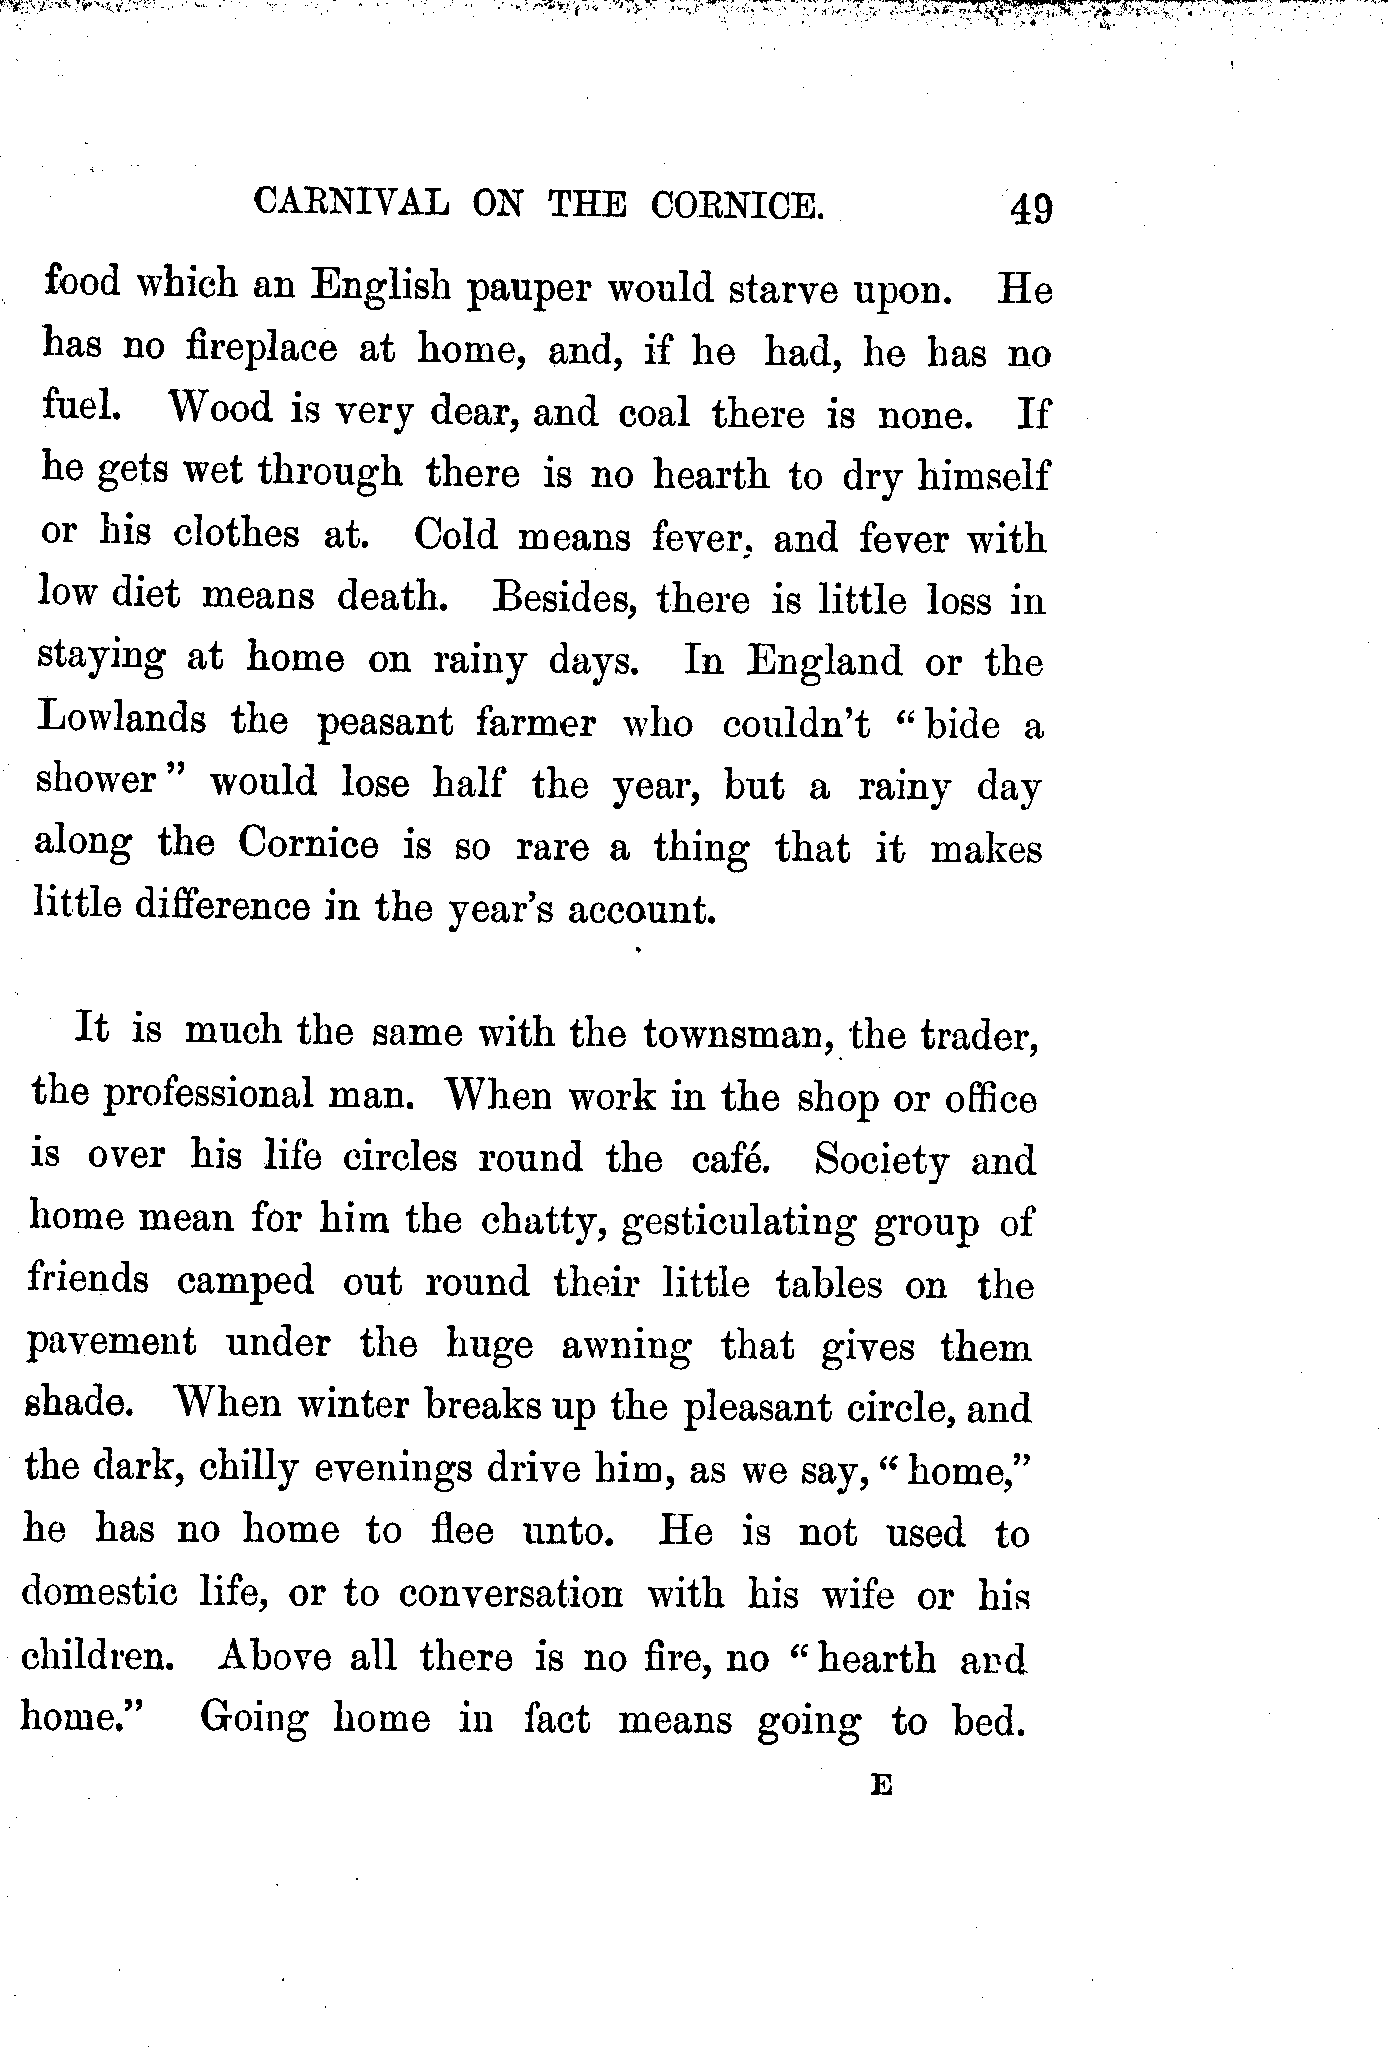 CARNIVAL ON THE CORNICE. 49
food which an English pauper would starve upon. He
has no fireplace at home, and, if he had, he has no
fuel. Wood is very dear, and coal there is none. If
he gets wet through there is no hearth to dry himself
or his clothes at. Cold means fever, and fever with
low diet means death. Besides, there is little loss in
staying at home on rainy days. In England or the
Lowlands the peasant farmer who couldn't “bide a
shower” would lose half the year, but a rainy day
along the Cornice is so rare a thing that it makes
little difference in the year's account.
It is much the same with the townsman, the trader,
the professional man. When work in the shop or office
is over his life circles round the café. Society and
home mean for him the chatty, gesticulating group of
friends camped out round their little tables on the
pavement under the huge awning that gives them
shade. When winter breaks up the pleasant circle, and
the dark, chilly evenings drive him, as we say, “home,”
he has no home to flee unto. He is not used to
domestic life, or to conversation with his wife or his
children. Above all there is no fire, no “hearth and
home.” Going home in fact means going to bed.
E